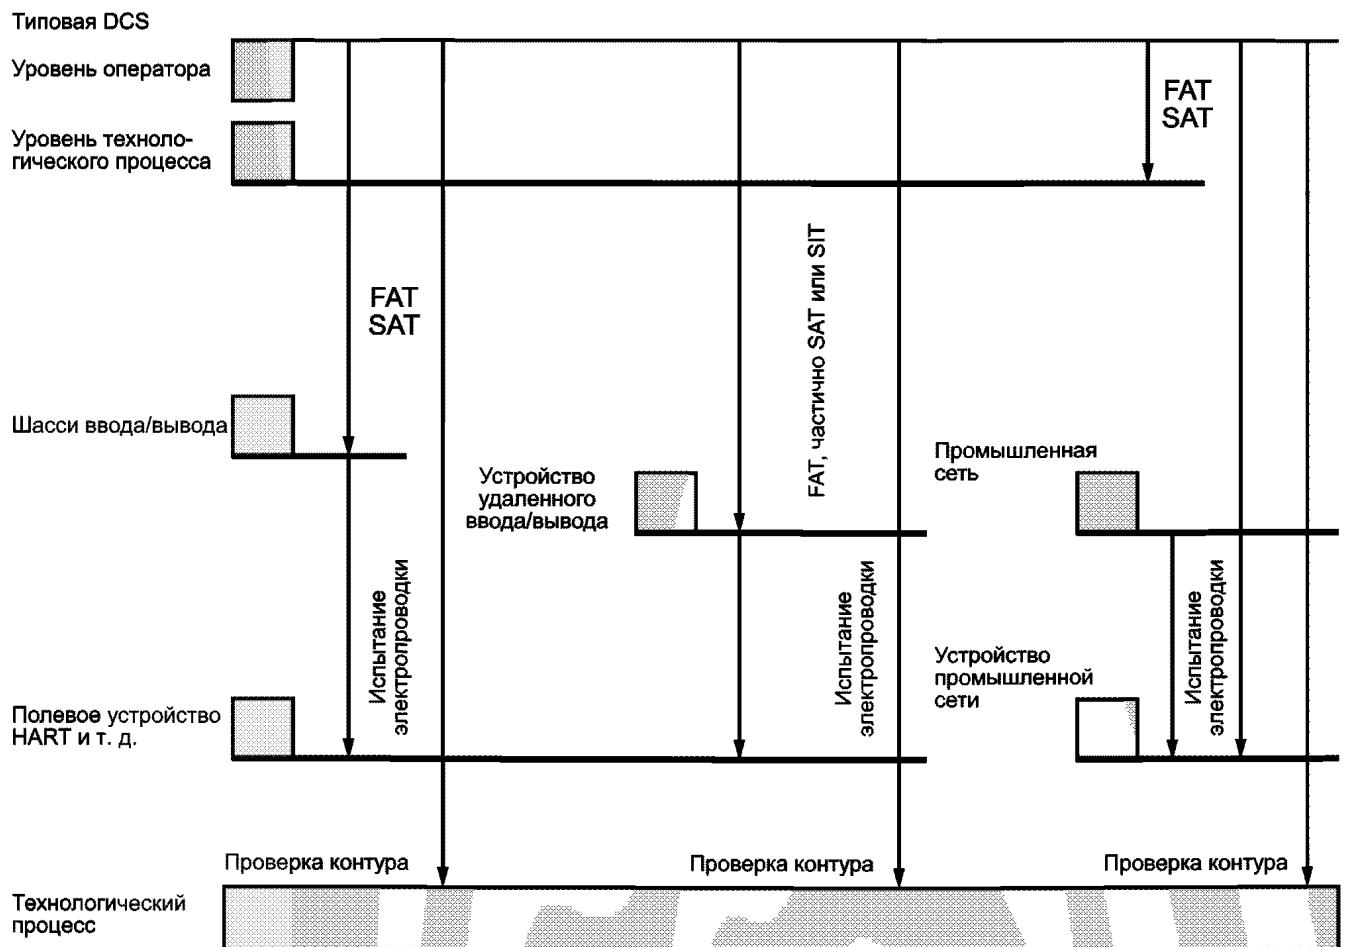 Типовая DCS
Уровень оператора
FAT
SAT
Уровень техноло-
гического процесса
FAT, частично SAT или SIT
FAT
SAT
Шасси ввода/вывода
Устройство
удаленного
ввода/вывода
Промышленная
сеть
Испытание
электропроводки
Испытание
электропроводки
Испытание
электропроводки
Устройство
промышленной
сети
Полевое устройство
HART и т. д.
Проверка контура
Проверка контура
Проверка контура
Технологический
процесс